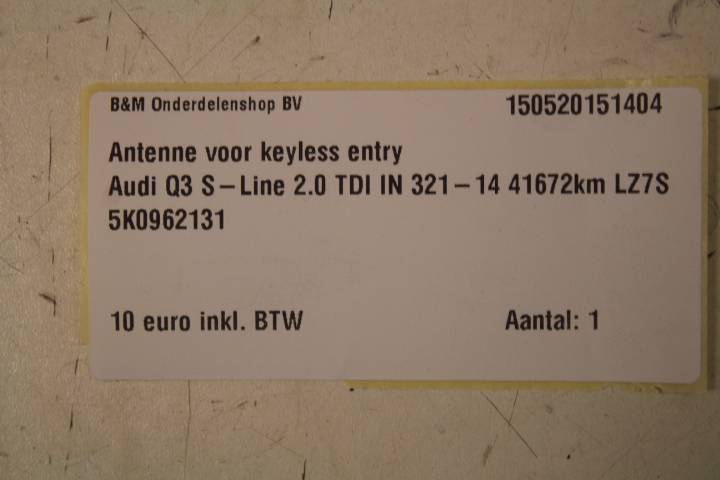 B&M Onderdelenshop BV 150520151404
Antenne voor keyless entry
Audi Q3 S-Line 2.0 TDI IN 321-14 41672km LZ7S
5K0962131
10 euro inkl. BTW Aantal: 1